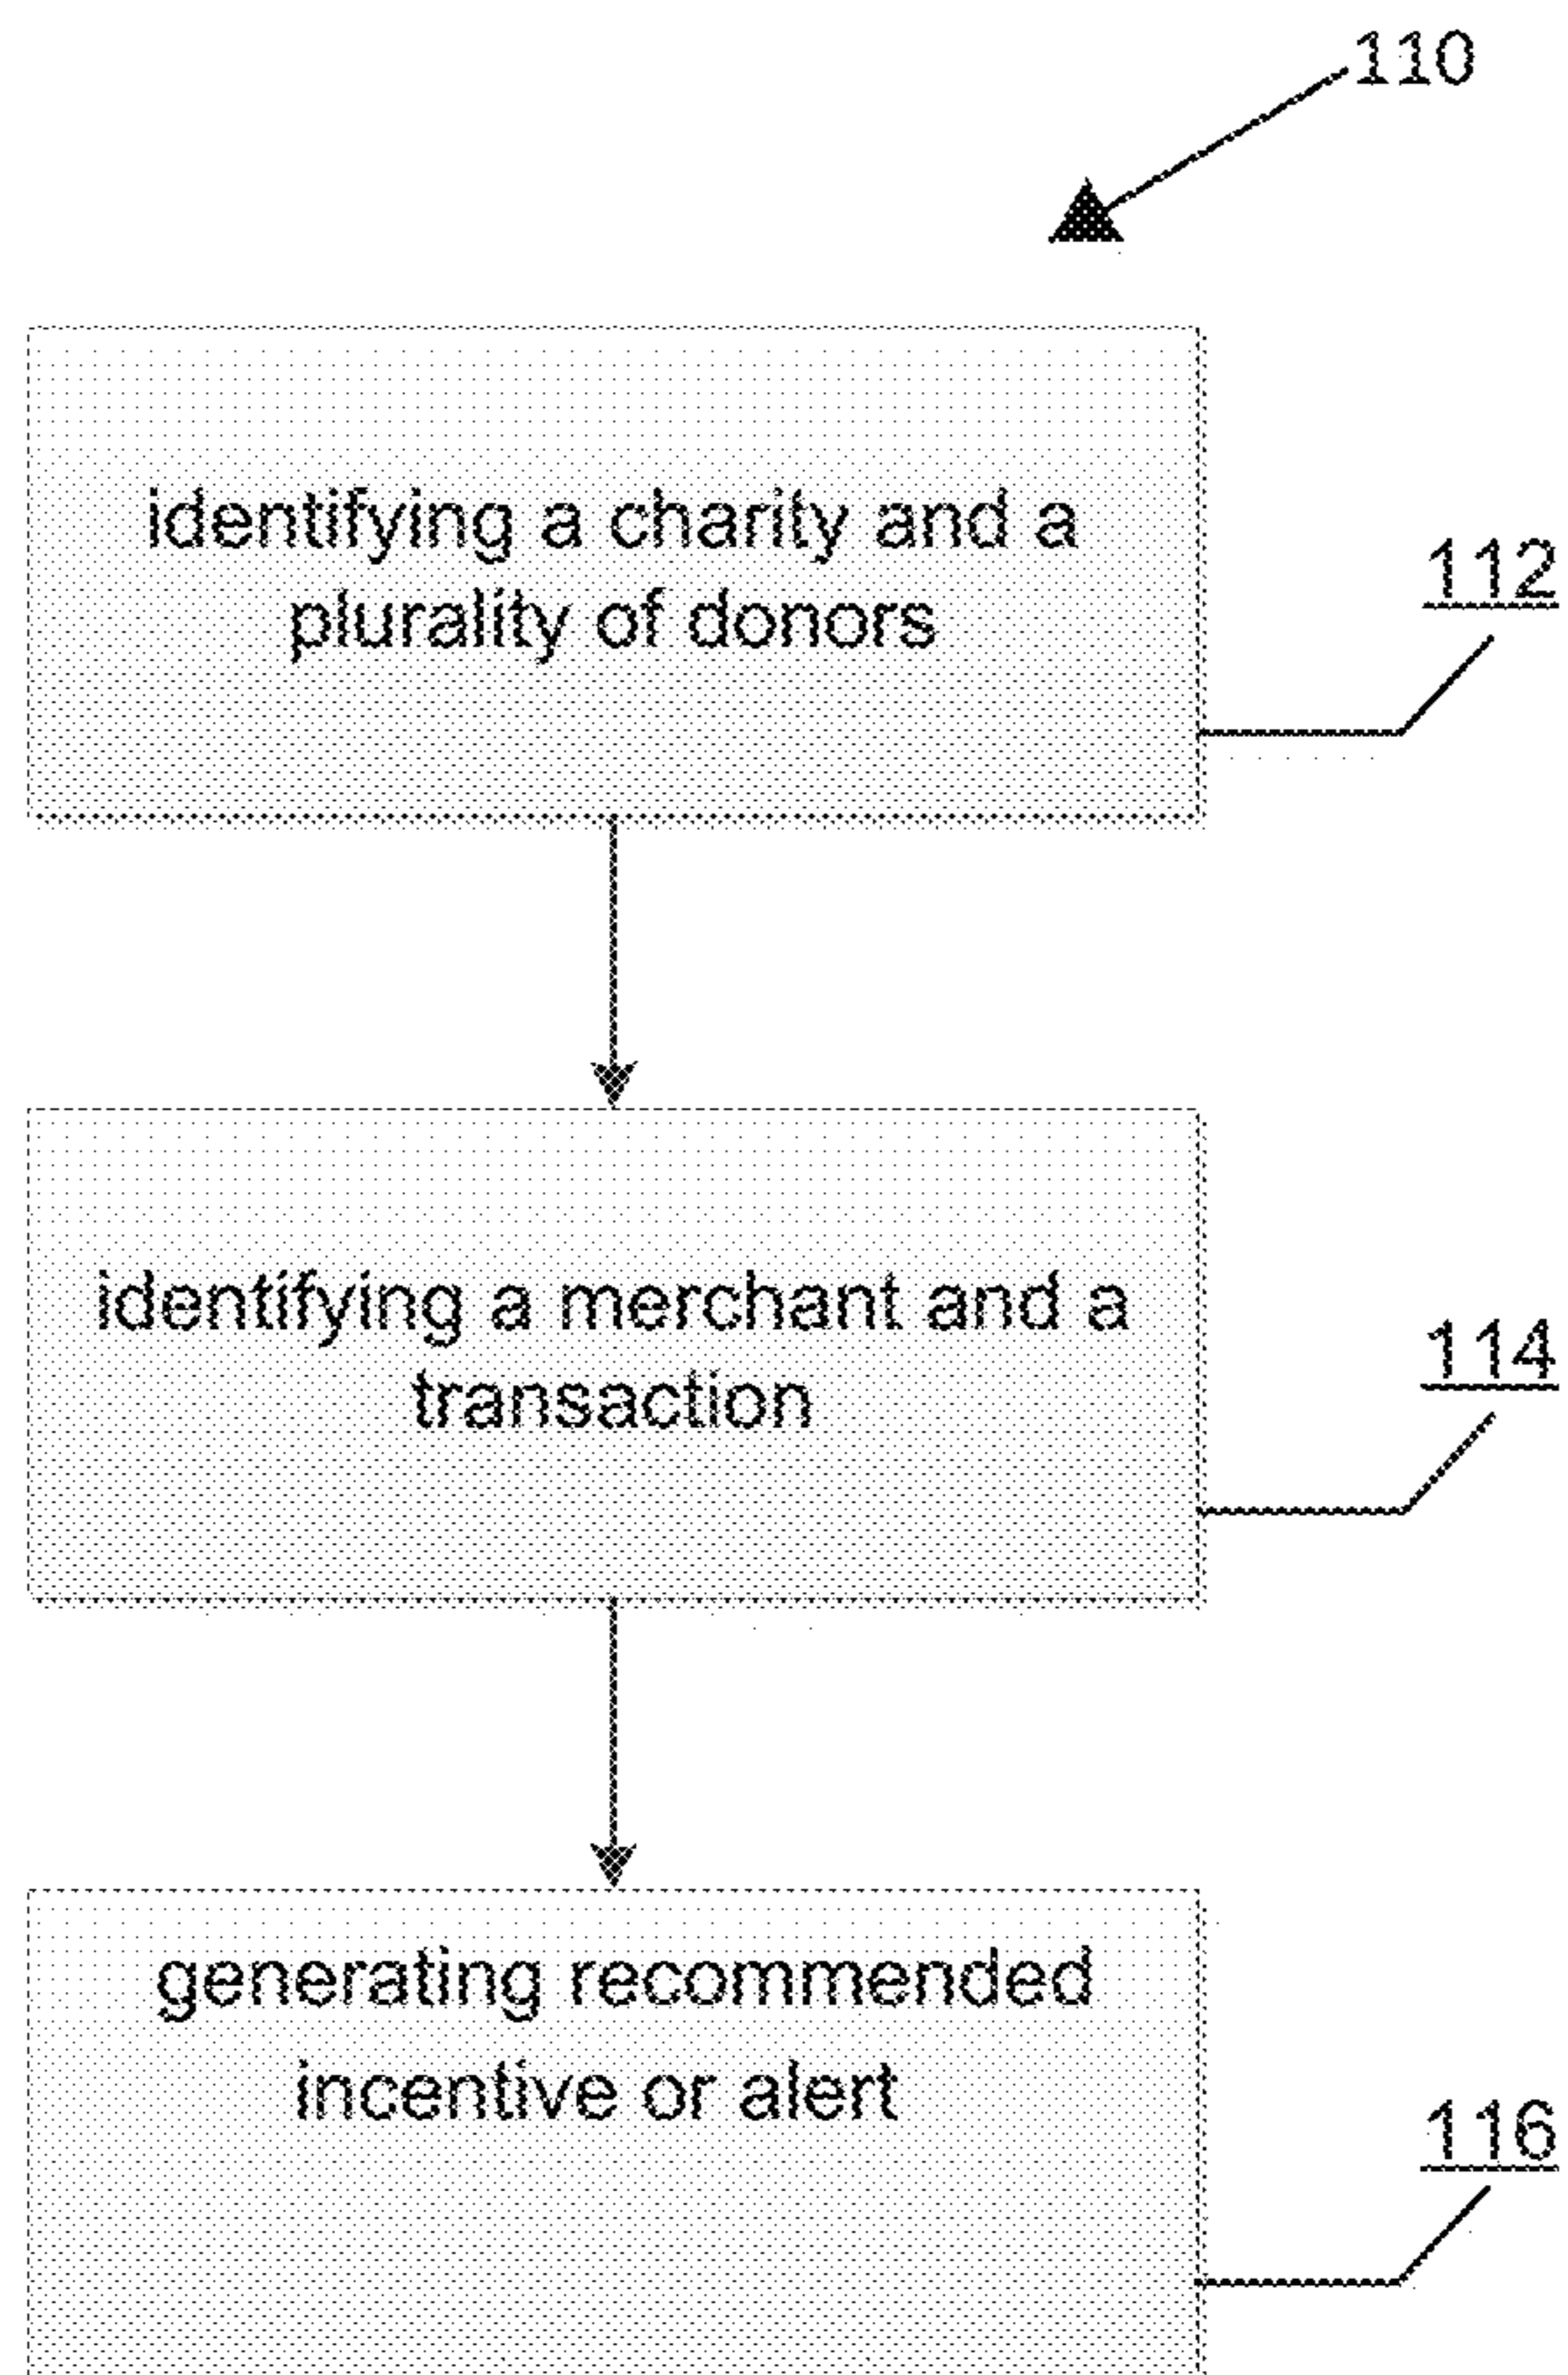 110
identifying a charity and a
plurality of donors
112
identifying a merchant and a
transaction
114
generating recommended
incentive or alert
116